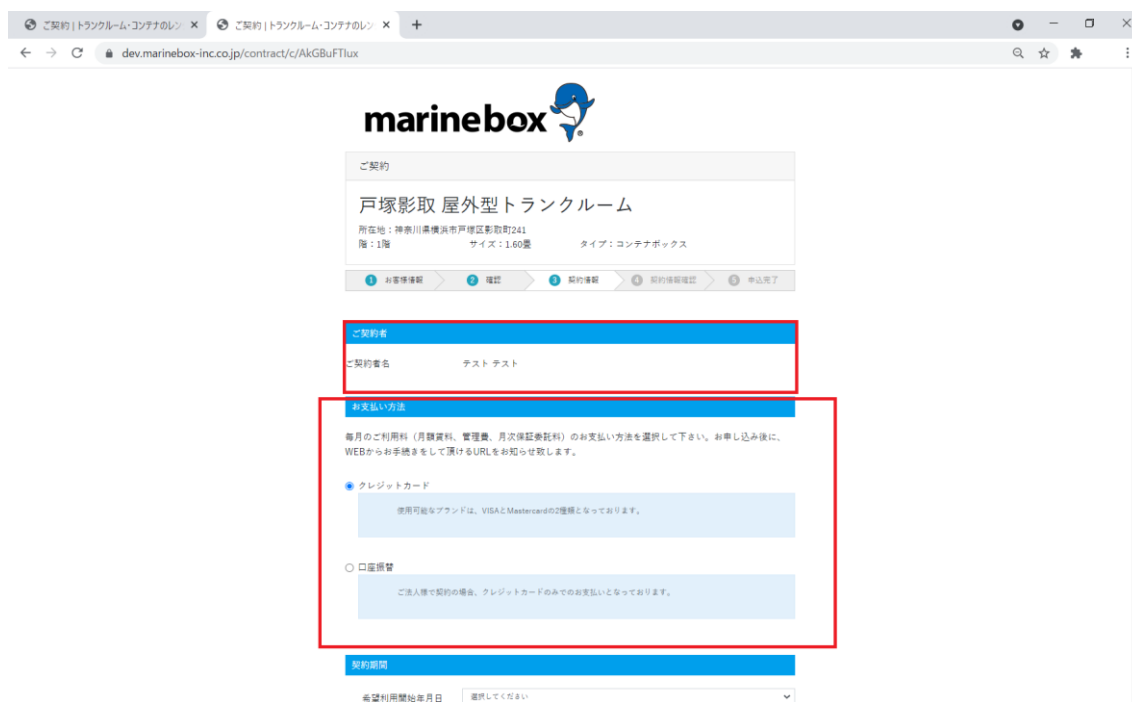 ご契約 | トランクルーム・コンテナのレン
ご契約 | トランクルーム・コンテナのレン
dev.marinebox-inc.co.jp/contract/c/AkGBuFTlux
marinebox
ご契約
戸塚影取 屋外型トランクルーム
所在地：神奈川県横浜市戸塚区影取町241
階：1階 サイズ：1.60畳 タイプ：コンテナボックス
1 お客様情報 2 確認 3 契約情報 4 契約情報確認 5 申込完了
ご契約者
ご契約者名 テスト テスト
お支払い方法
毎月のご利用料（月額賃料、管理費、月次保証委託料）のお支払い方法を選択して下さい。お申し込み後に、
WEBからお手続きをして頂けるURLをお知らせ致します。
クレジットカード
使用可能なブランドは、VISAとMastercardの2種類となっております。
口座振替
ご法人様で契約の場合、クレジットカードのみでのお支払いとなっております。
契約期間
希望利用開始年月日 選択してください